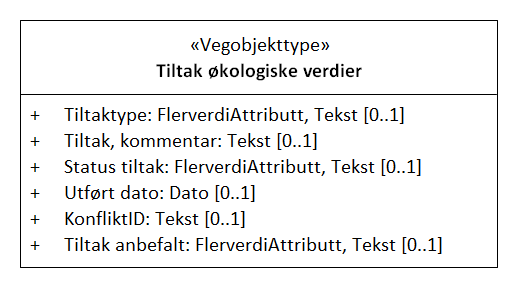 «Vegobjekttype»
Tiltak økologiske verdier
+ Tiltaktype: FlerverdiAttributt, Tekst [0..1]
+ Tiltak, kommentar: Tekst [0..1]
+ Status tiltak: FlerverdiAttributt, Tekst [0..1]
+ Utført dato: Dato [0..1]
+ KonfliktID: Tekst [0..1]
+ Tiltak anbefalt: FlerverdiAttributt, Tekst [0..1]